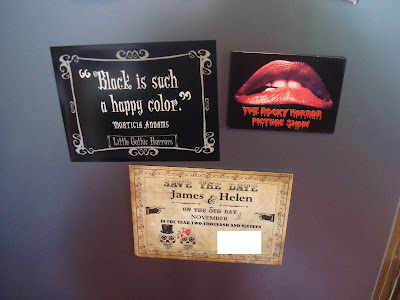 “Black is such
a happy color.”
Morticia Addams
Little Gothic Horrors
THE ROCKY HORROR
PICTURE SHOW
SAVE THE DATE
James & Helen
ON THE 5TH DAY
NOVEMBER
IN THE YEAR TWO THOUSAND AND SIXTEEN